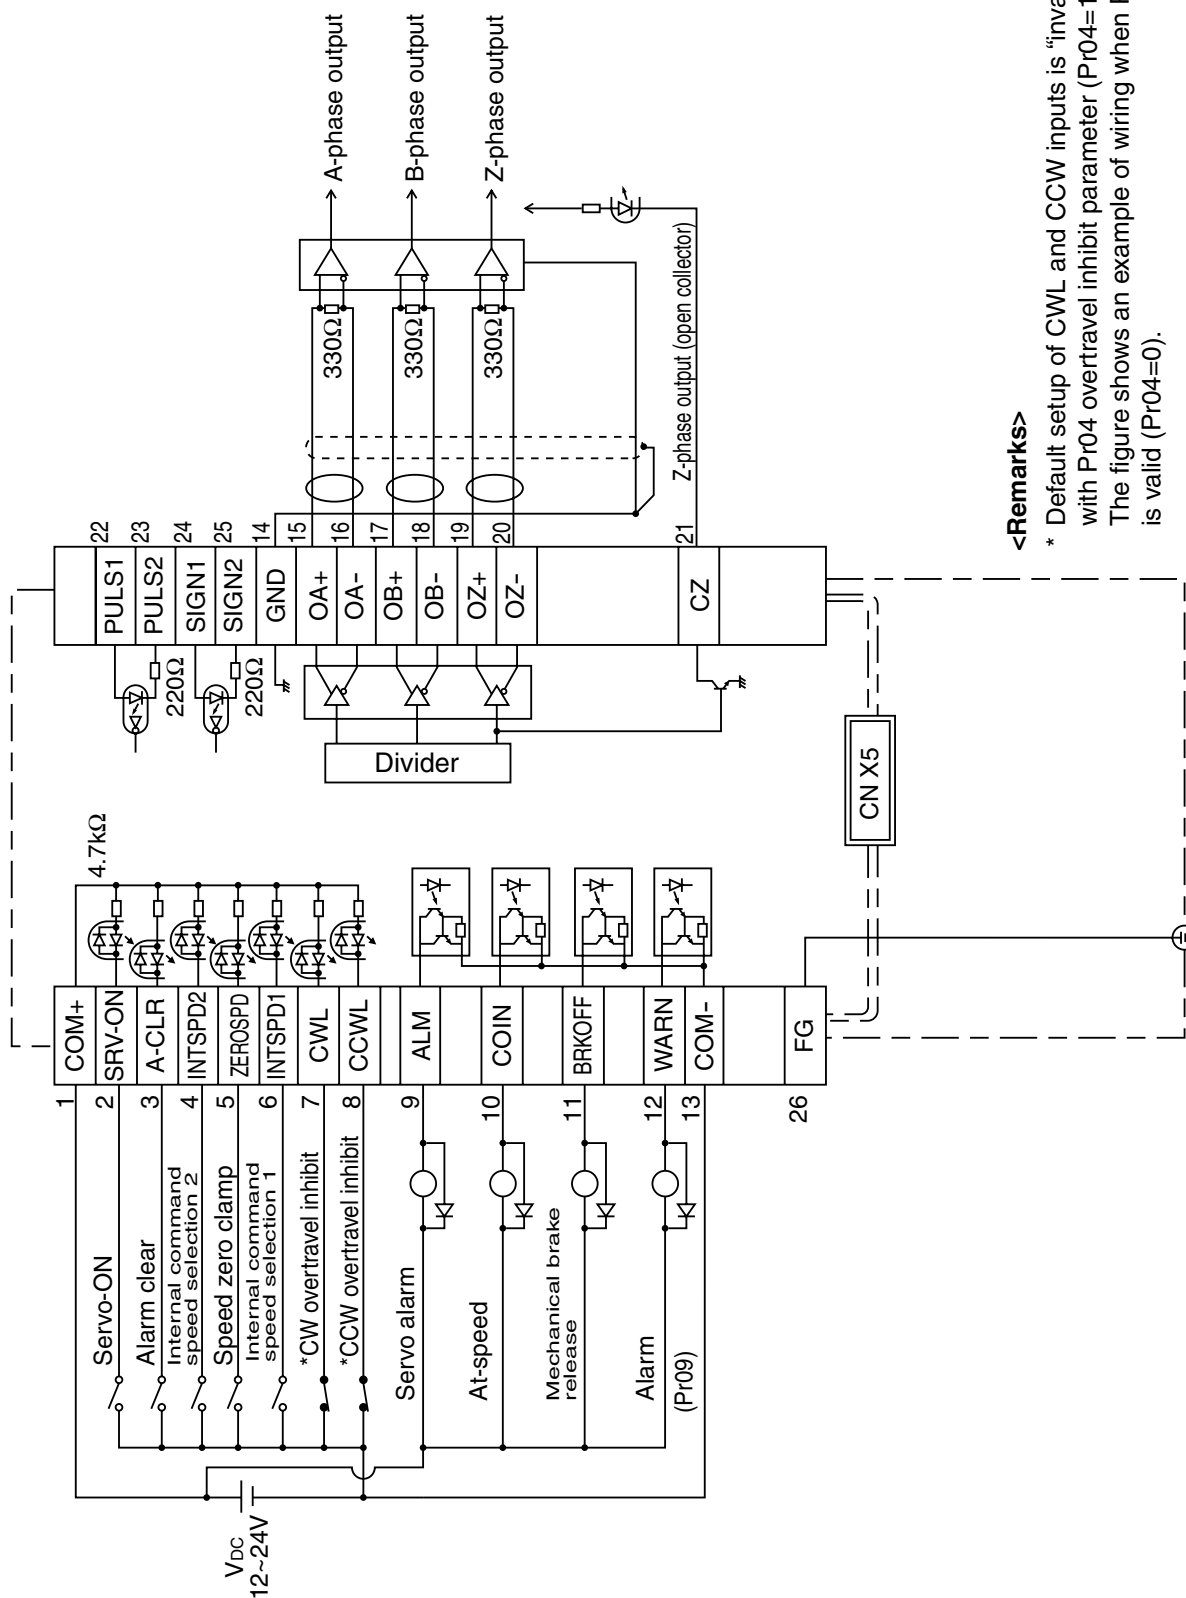 V DC
12~24V
Servo-ON
Alarm clear
Internal command
speed selection 2
Speed zero clamp
Internal command
speed selection 1
*CW overtravel inhibit
*CCW overtravel inhibit
Servo alarm
At-speed
Mechanical brake
release
Alarm
(Pr09)
1
2
3
4
5
6
7
8
9
10
11
12
13
26
COM+
SRV-ON
A-CLR
INTSPD2
ZEROSPD
INTSPD1
CWL
CCWL
ALM
COIN
BRKOFF
WARN
COM-
FG
4.7kΩ
CN X5
Divider
220Ω
220Ω
PULS1
PULS2
SIGN1
SIGN2
GND
OA+
OA-
OB+
OB-
OZ+
OZ-
CZ
22
23
24
25
14
15
16
17
18
19
20
21
330Ω
330Ω
330Ω
Z-phase output (open collector)
A-phase output
B-phase output
Z-phase output
<Remarks>
* Default setup of CWL and CCW inputs is "inva
with Pr04 overtravel inhibit parameter (Pr04=1
The figure shows an example of wiring when
is valid (Pr04=0).